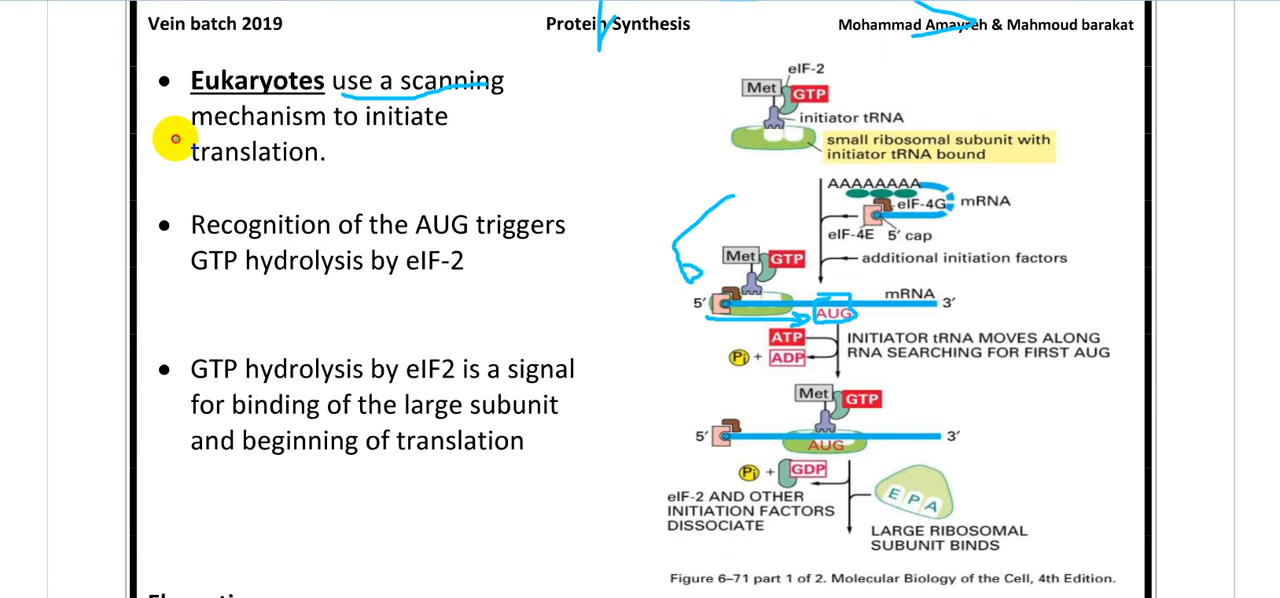 Vein batch 2019
Protein Synthesis
Mohammad Amayreh & Mahmoud barakat
• Eukaryotes use a scanning
mechanism to initiate
translation.
• Recognition of the AUG triggers
GTP hydrolysis by eIF-2
• GTP hydrolysis by eIF2 is a signal
for binding of the large subunit
and beginning of translation
eIF-2
Met
GTP
initiator tRNA
small ribosomal subunit with
initiator tRNA bound
AAAAAAAA
eIF-4G
mRNA
eIF-4E 5′ cap
Met
GTP
additional initiation factors
5′
mRNA
3′
AUG
ATP
INITIATOR tRNA MOVES ALONG
RNA SEARCHING FOR FIRST AUG
Pi + ADP
Met
GTP
5′
3′
AUG
Pi + GDP
eIF-2 AND OTHER
INITIATION FACTORS
DISSOCIATE
E P A
LARGE RIBOSOMAL
SUBUNIT BINDS
Figure 6–71 part 1 of 2. Molecular Biology of the Cell, 4th Edition.